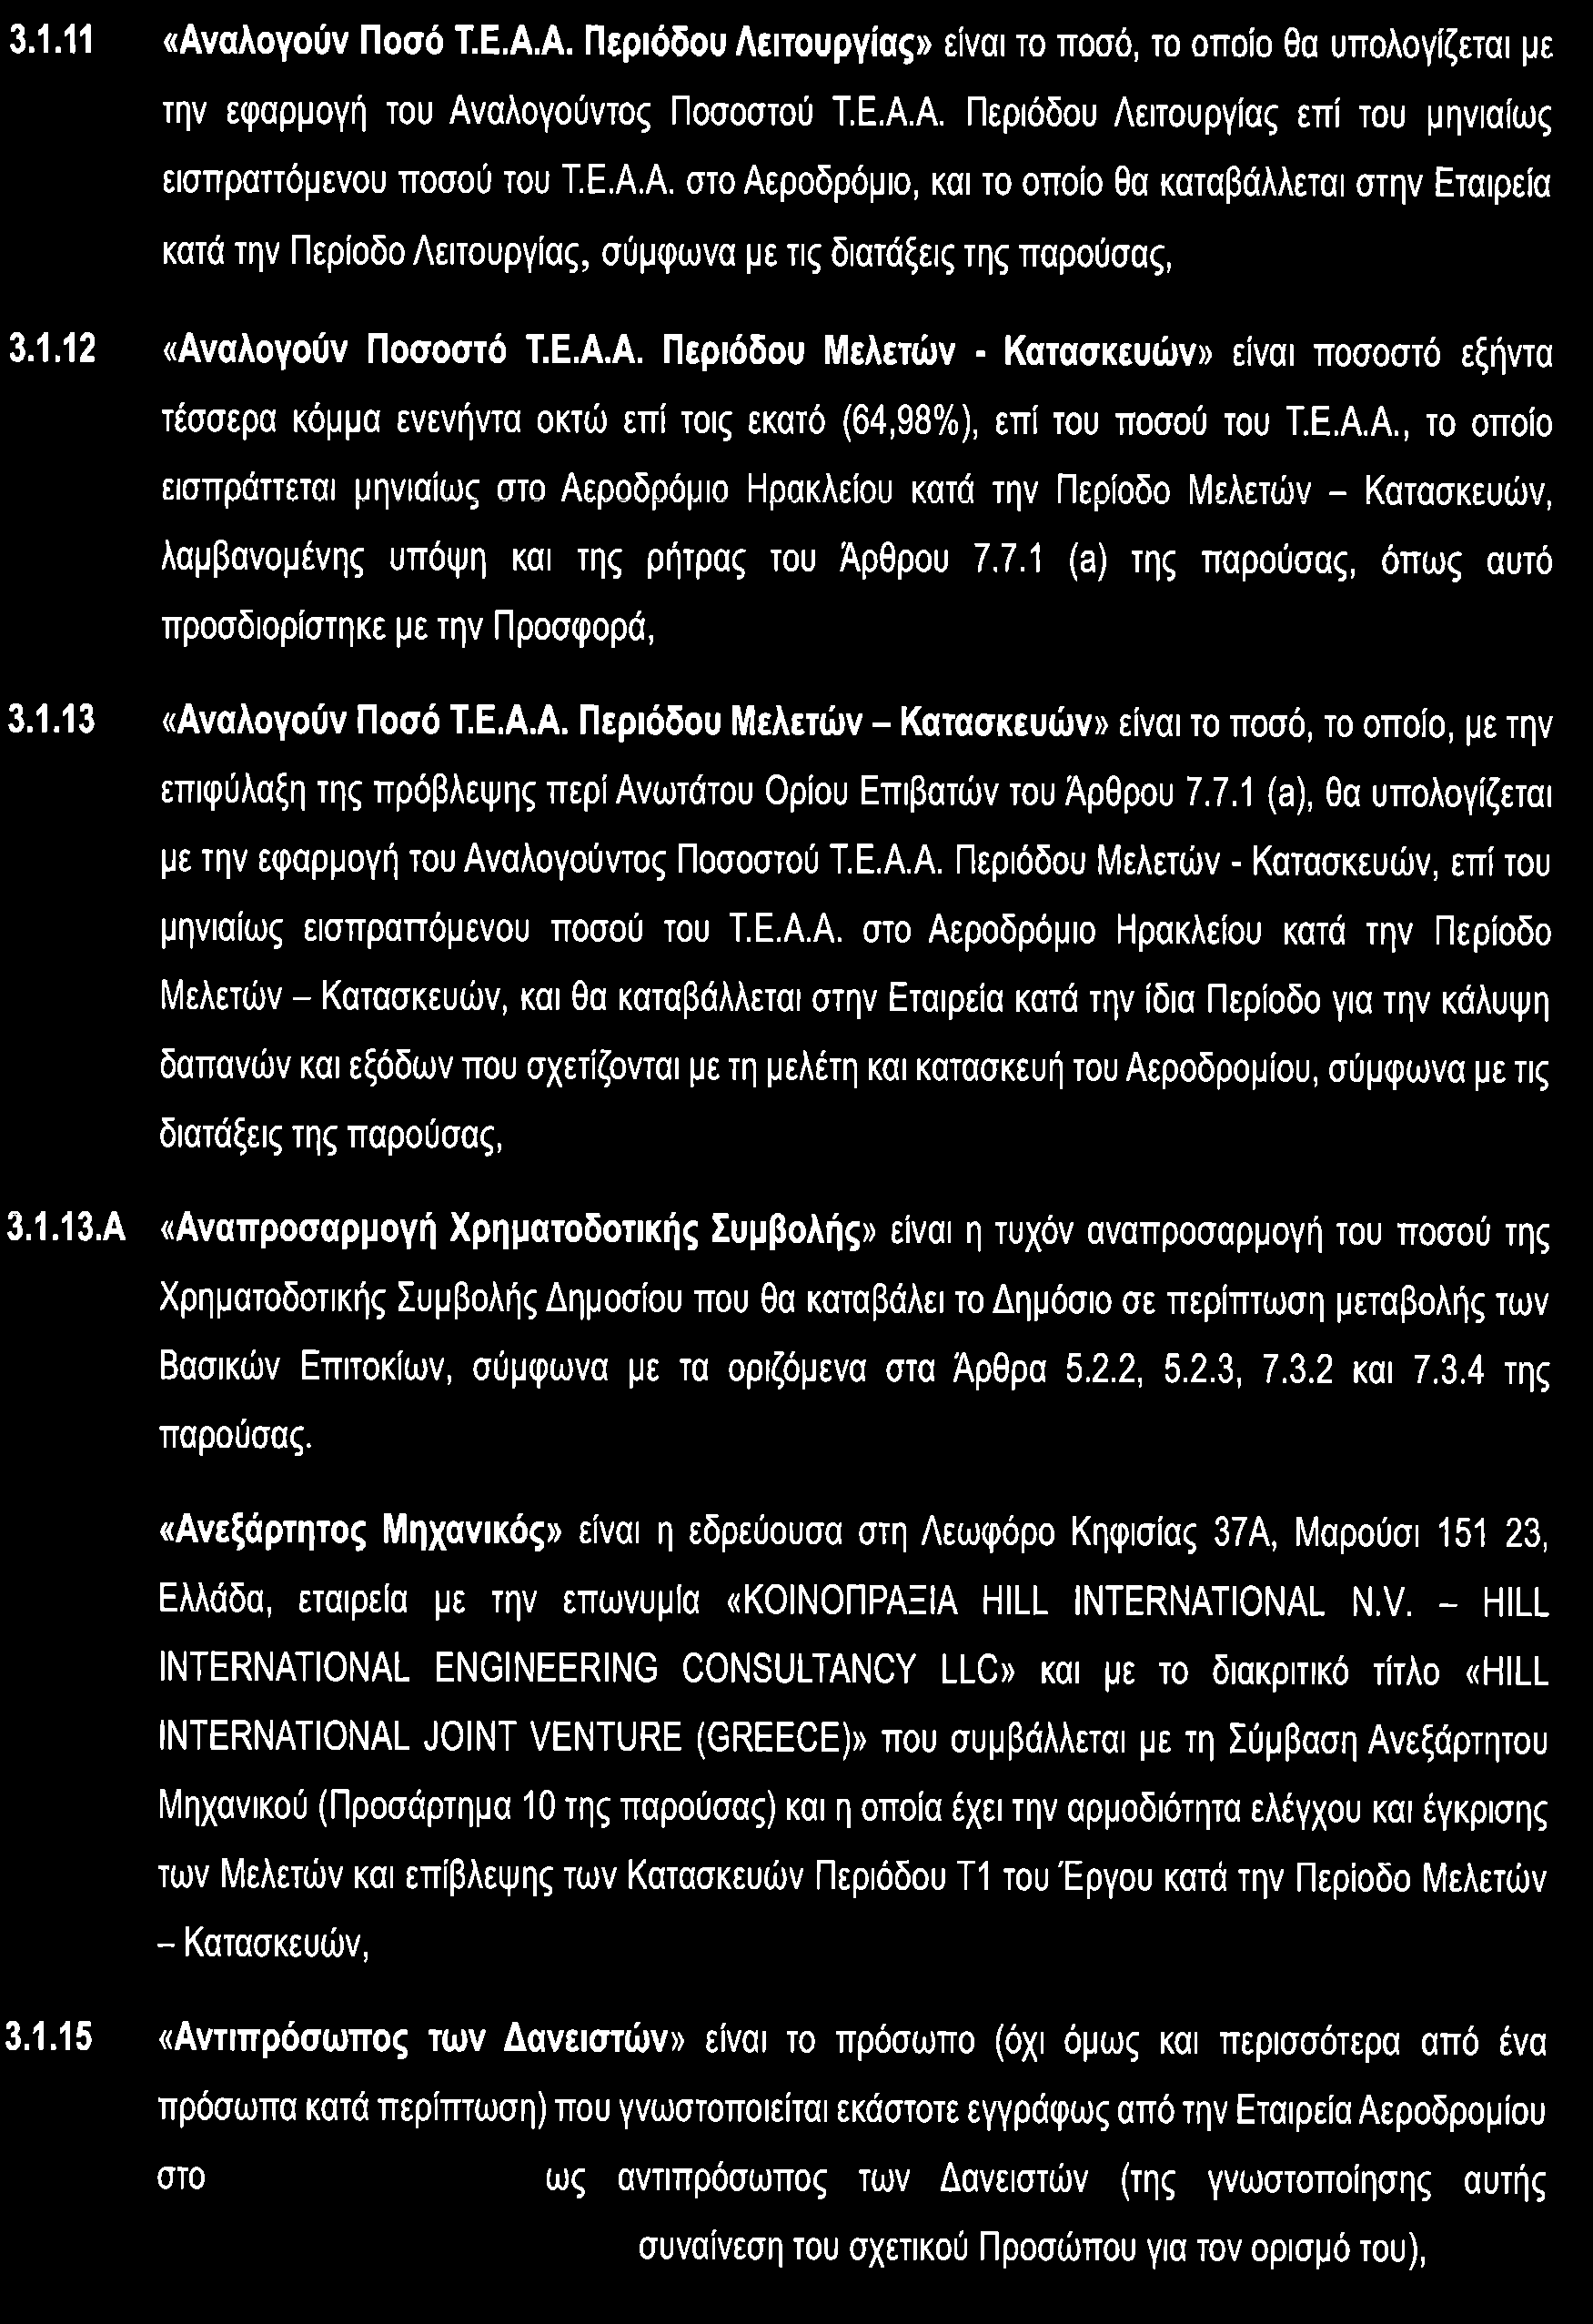 3.1.11 «Αναλογούν Ποσό Τ.Ε.Α.Α. Περιόδου Λειτουργίας» είναι το ποσό, το οποίο θα υπολογίζεται με
την εφαρμογή του Αναλογούντος Ποσοστού Τ.Ε.Α.Α. Περιόδου Λειτουργίας επί του μηνιαίως
εισπραττόμενου ποσού του Τ.Ε.Α.Α. στο Αεροδρόμιο, και το οποίο θα καταβάλλεται στην Εταιρεία
κατά την Περίοδο Λειτουργίας, σύμφωνα με τις διατάξεις της παρούσας,
3.1.12 «Αναλογούν Ποσοστό Τ.Ε.Α.Α. Περιόδου Μελετών - Κατασκευών» είναι ποσοστό εξήντα
τέσσερα κόμμα ενενήντα οκτώ επί τοις εκατό (64,98%), επί του ποσού του Τ.Ε.Α.Α., το οποίο
εισπράττεται μηνιαίως στο Αεροδρόμιο Ηρακλείου κατά την Περίοδο Μελετών – Κατασκευών,
λαμβανομένης υπόψη και της ρήτρας του Άρθρου 7.7.1 (a) της παρούσας, όπως αυτό
προσδιορίστηκε με την Προσφορά,
3.1.13 «Αναλογούν Ποσό Τ.Ε.Α.Α. Περιόδου Μελετών – Κατασκευών» είναι το ποσό, το οποίο, με την
επιφύλαξη της πρόβλεψης περί Ανωτάτου Ορίου Επιβατών του Άρθρου 7.7.1 (a), θα υπολογίζεται
με την εφαρμογή του Αναλογούντος Ποσοστού Τ.Ε.Α.Α. Περιόδου Μελετών - Κατασκευών, επί του
μηνιαίως εισπραττόμενου ποσού του Τ.Ε.Α.Α. στο Αεροδρόμιο Ηρακλείου κατά την Περίοδο
Μελετών – Κατασκευών, και θα καταβάλλεται στην Εταιρεία κατά την ίδια Περίοδο για την κάλυψη
δαπανών και εξόδων που σχετίζονται με τη μελέτη και κατασκευή του Αεροδρομίου, σύμφωνα με τις
διατάξεις της παρούσας,
3.1.13.Α «Αναπροσαρμογή Χρηματοδοτικής Συμβολής» είναι η τυχόν αναπροσαρμογή του ποσού της
Χρηματοδοτικής Συμβολής Δημοσίου που θα καταβάλει το Δημόσιο σε περίπτωση μεταβολής των
Βασικών Επιτοκίων, σύμφωνα με τα οριζόμενα στα Άρθρα 5.2.2, 5.2.3, 7.3.2 και 7.3.4 της
παρούσας.
«Ανεξάρτητος Μηχανικός» είναι η εδρεύουσα στη Λεωφόρο Κηφισίας 37Α, Μαρούσι 151 23,
Ελλάδα, εταιρεία με την επωνυμία «ΚΟΙΝΟΠΡΑΞΙΑ HILL INTERNATIONAL N.V. – HILL
INTERNATIONAL ENGINEERING CONSULTANCY LLC» και με το διακριτικό τίτλο «HILL
INTERNATIONAL JOINT VENTURE (GREECE)» που συμβάλλεται με τη Σύμβαση Ανεξάρτητου
Μηχανικού (Προσάρτημα 10 της παρούσας) και η οποία έχει την αρμοδιότητα ελέγχου και έγκρισης
των Μελετών και επίβλεψης των Κατασκευών Περιόδου Τ1 του Έργου κατά την Περίοδο Μελετών
– Κατασκευών,
3.1.15 «Αντιπρόσωπος των Δανειστών» είναι το πρόσωπο (όχι όμως και περισσότερα από ένα
πρόσωπα κατά περίπτωση) που γνωστοποιείται εκάστοτε εγγράφως από την Εταιρεία Αεροδρομίου
στο ως αντιπρόσωπος των Δανειστών (της γνωστοποίησης αυτής
συναίνεση του σχετικού Προσώπου για τον ορισμό του),